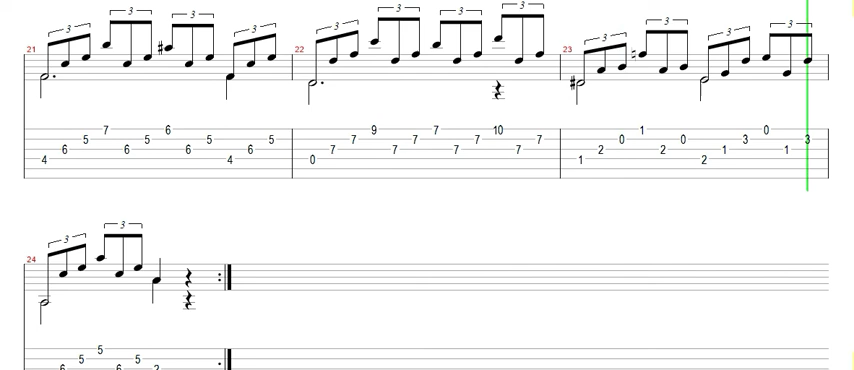 3 3 3 3 3 3 3 3 3 3 3 3
21 22 23
7 6 9 7 10 1 0
5 5 5 5 7 7 7 7 0 0 3 3
6 6 6 6 7 7 7 7 2 2 1 1
4 4 0 1 2
3 3
24
5
5 5
6 6 2